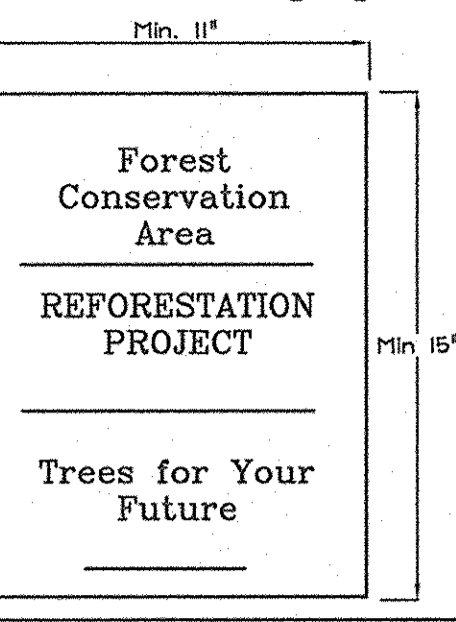 Min. 11"
Forest
Conservation
Area
REFORESTATION
PROJECT
Min 15"
Trees for Your
Future